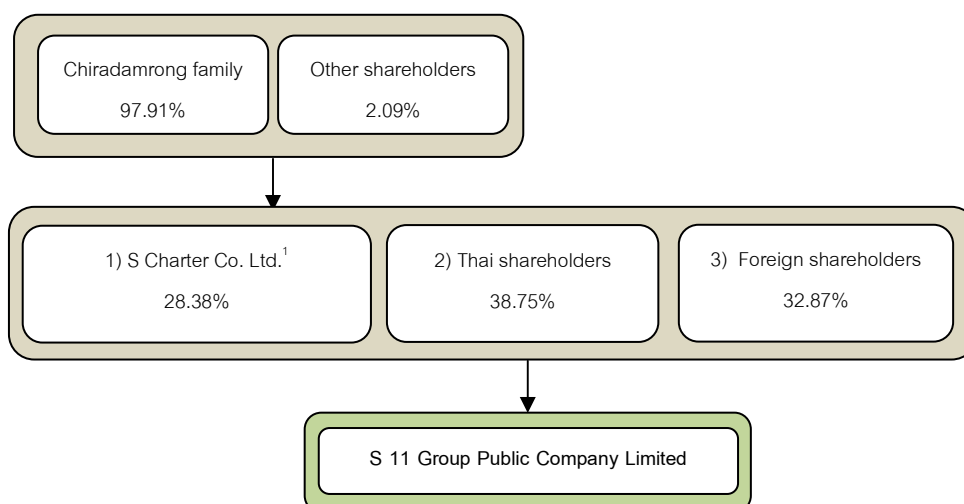 Chiradamrong family
97.91%
Other shareholders
2.09%
1) S Charter Co. Ltd.¹
28.38%
2) Thai shareholders
38.75%
3) Foreign shareholders
32.87%
S 11 Group Public Company Limited